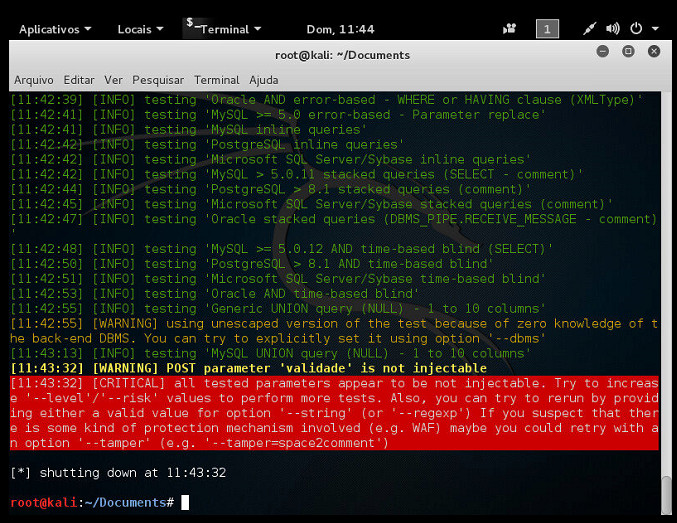 Aplicativos Locais $_ Terminal Dom, 11:44 1
root@kali: ~/Documents
Arquivo Editar Ver Pesquisar Terminal Ajuda
[11:42:39] [INFO] testing 'Oracle AND error-based - WHERE or HAVING clause (XMLType)'
[11:42:41] [INFO] testing 'MySQL >= 5.0 error-based - Parameter replace'
[11:42:41] [INFO] testing 'MySQL inline queries'
[11:42:42] [INFO] testing 'PostgreSQL inline queries'
[11:42:42] [INFO] testing 'Microsoft SQL Server/Sybase inline queries'
[11:42:42] [INFO] testing 'MySQL > 5.0.11 stacked queries (SELECT - comment)'
[11:42:44] [INFO] testing 'PostgreSQL > 8.1 stacked queries (comment)'
[11:42:45] [INFO] testing 'Microsoft SQL Server/Sybase stacked queries (comment)'
[11:42:47] [INFO] testing 'Oracle stacked queries (DBMS_PIPE.RECEIVE_MESSAGE - comment)
'
[11:42:48] [INFO] testing 'MySQL >= 5.0.12 AND time-based blind (SELECT)'
[11:42:50] [INFO] testing 'PostgreSQL > 8.1 AND time-based blind'
[11:42:51] [INFO] testing 'Microsoft SQL Server/Sybase time-based blind'
[11:42:53] [INFO] testing 'Oracle AND time-based blind'
[11:42:55] [INFO] testing 'Generic UNION query (NULL) - 1 to 10 columns'
[11:42:55] [WARNING] using unescaped version of the test because of zero knowledge of t
he back-end DBMS. You can try to explicitly set it using option '--dbms'
[11:43:13] [INFO] testing 'MySQL UNION query (NULL) - 1 to 10 columns'
[11:43:32] [WARNING] POST parameter 'validade' is not injectable
[11:43:32] [CRITICAL] all tested parameters appear to be not injectable. Try to increas
e '--level'/'--risk' values to perform more tests. Also, you can try to rerun by provid
ing either a valid value for option '--string' (or '--regexp') If you suspect that ther
e is some kind of protection mechanism involved (e.g. WAF) maybe you could retry with a
n option '--tamper' (e.g. '--tamper=space2comment')
[*] shutting down at 11:43:32
root@kali:~/Documents#